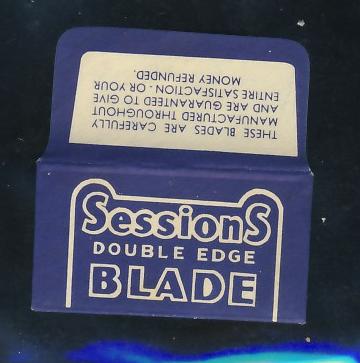 THESE BLADES ARE CAREFULLY
MANUFACTURED THROUGHOUT
AND ARE GUARANTEED TO GIVE
ENTIRE SATISFACTION. OR YOUR
MONEY REFUNDED.
SessionS
DOUBLE EDGE
BLADE